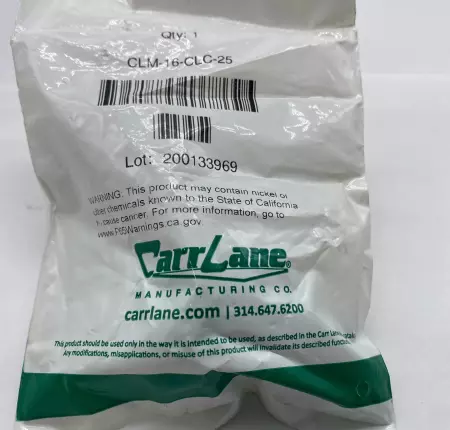 Qty: 1
CLM-16-CLC-25
Lot: 200133969
WARNING: This product may contain nickel or
other chemicals known to the State of California
to cause cancer. For more information, go to
www.P65Warnings.ca.gov.
CarrLane®
MANUFACTURING CO.
carrlane.com | 314.647.6200
This product should be used only in the way it is intended to be used, as described in the Carr Lane
Any modifications, misapplications, or misuse of this product will invalidate its described